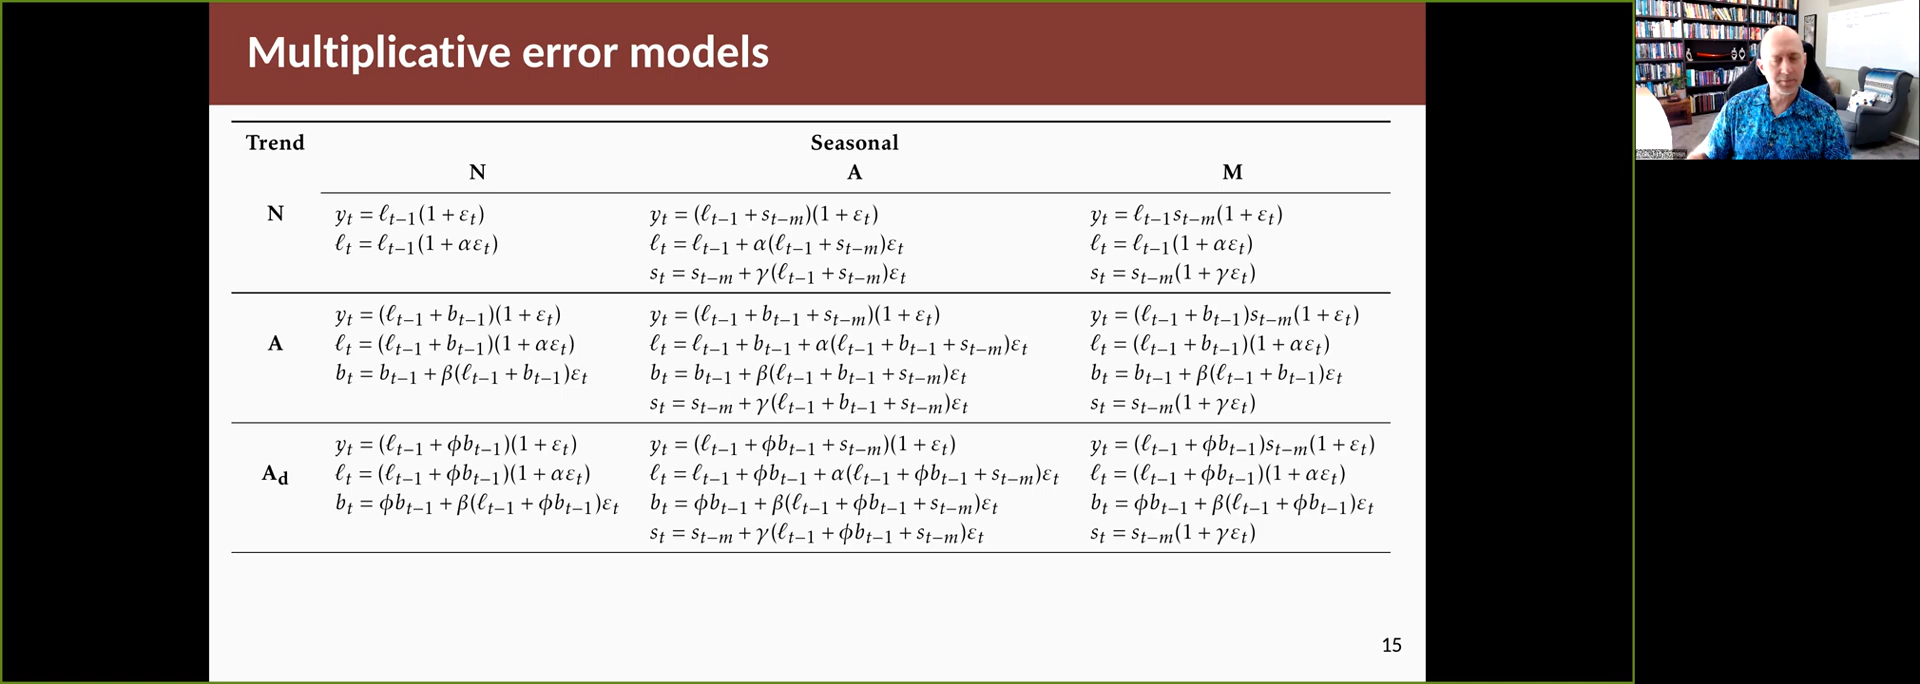 Multiplicative error models
Trend Seasonal
N A M
N yₜ = ℓₜ₋₁(1 + εₜ) yₜ = (ℓₜ₋₁ + sₜ₋ₘ)(1 + εₜ) yₜ = ℓₜ₋₁sₜ₋ₘ(1 + εₜ)
ℓₜ = ℓₜ₋₁(1 + αεₜ) ℓₜ = ℓₜ₋₁ + α(ℓₜ₋₁ + sₜ₋ₘ)εₜ ℓₜ = ℓₜ₋₁(1 + αεₜ)
sₜ = sₜ₋ₘ + γ(ℓₜ₋₁ + sₜ₋ₘ)εₜ sₜ = sₜ₋ₘ(1 + γεₜ)
yₜ = (ℓₜ₋₁ + bₜ₋₁)(1 + εₜ) yₜ = (ℓₜ₋₁ + bₜ₋₁ + sₜ₋ₘ)(1 + εₜ) yₜ = (ℓₜ₋₁ + bₜ₋₁)sₜ₋ₘ(1 + εₜ)
A ℓₜ = (ℓₜ₋₁ + bₜ₋₁)(1 + αεₜ) ℓₜ = ℓₜ₋₁ + bₜ₋₁ + α(ℓₜ₋₁ + bₜ₋₁ + sₜ₋ₘ)εₜ ℓₜ = (ℓₜ₋₁ + bₜ₋₁)(1 + αεₜ)
bₜ = bₜ₋₁ + β(ℓₜ₋₁ + bₜ₋₁)εₜ bₜ = bₜ₋₁ + β(ℓₜ₋₁ + bₜ₋₁ + sₜ₋ₘ)εₜ bₜ = bₜ₋₁ + β(ℓₜ₋₁ + bₜ₋₁)εₜ
sₜ = sₜ₋ₘ + γ(ℓₜ₋₁ + bₜ₋₁ + sₜ₋ₘ)εₜ sₜ = sₜ₋ₘ(1 + γεₜ)
yₜ = (ℓₜ₋₁ + ϕbₜ₋₁)(1 + εₜ) yₜ = (ℓₜ₋₁ + ϕbₜ₋₁ + sₜ₋ₘ)(1 + εₜ) yₜ = (ℓₜ₋₁ + ϕbₜ₋₁)sₜ₋ₘ(1 + εₜ)
A_d ℓₜ = (ℓₜ₋₁ + ϕbₜ₋₁)(1 + αεₜ) ℓₜ = ℓₜ₋₁ + ϕbₜ₋₁ + α(ℓₜ₋₁ + ϕbₜ₋₁ + sₜ₋ₘ)εₜ ℓₜ = (ℓₜ₋₁ + ϕbₜ₋₁)(1 + αεₜ)
bₜ = ϕbₜ₋₁ + β(ℓₜ₋₁ + ϕbₜ₋₁)εₜ bₜ = ϕbₜ₋₁ + β(ℓₜ₋₁ + ϕbₜ₋₁ + sₜ₋ₘ)εₜ bₜ = ϕbₜ₋₁ + β(ℓₜ₋₁ + ϕbₜ₋₁)εₜ
sₜ = sₜ₋ₘ + γ(ℓₜ₋₁ + ϕbₜ₋₁ + sₜ₋ₘ)εₜ sₜ = sₜ₋ₘ(1 + γεₜ)
15